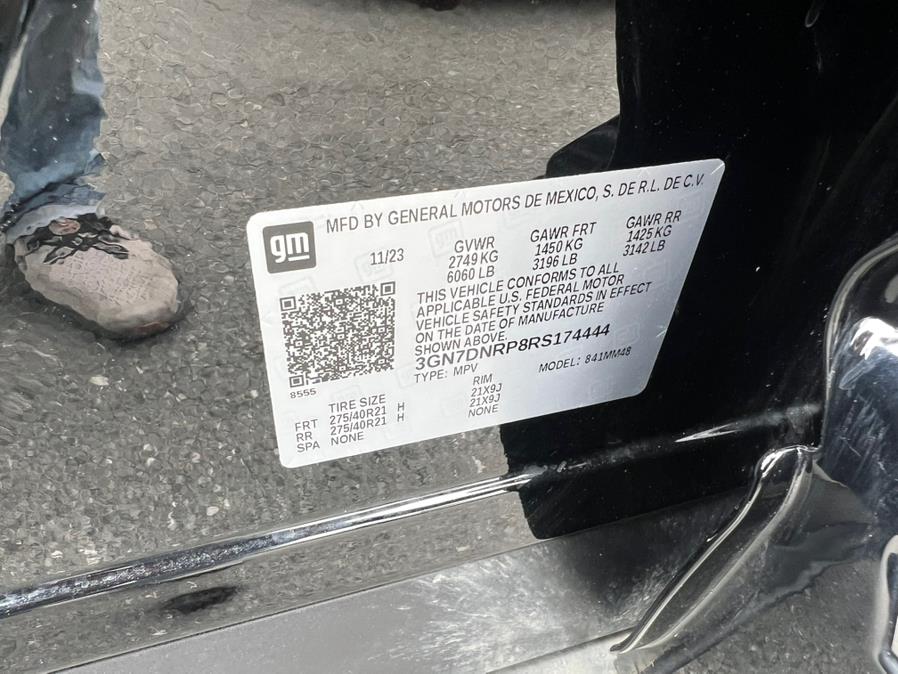 gm
MFD BY GENERAL MOTORS DE MEXICO, S. DE R.L. DE C.V.
11/23 GVWR GAWR FRT GAWR RR
2749 KG 1450 KG 1425 KG
6060 LB 3196 LB 3142 LB
THIS VEHICLE CONFORMS TO ALL
APPLICABLE U.S. FEDERAL MOTOR
VEHICLE SAFETY STANDARDS IN EFFECT
ON THE DATE OF MANUFACTURE
SHOWN ABOVE.
3GN7DNRP8RS174444
TYPE: MPV MODEL: 841MM48
8555
TIRE SIZE RIM
FRT 275/40R21 H 21X9J
RR 275/40R21 H 21X9J
SPA NONE NONE